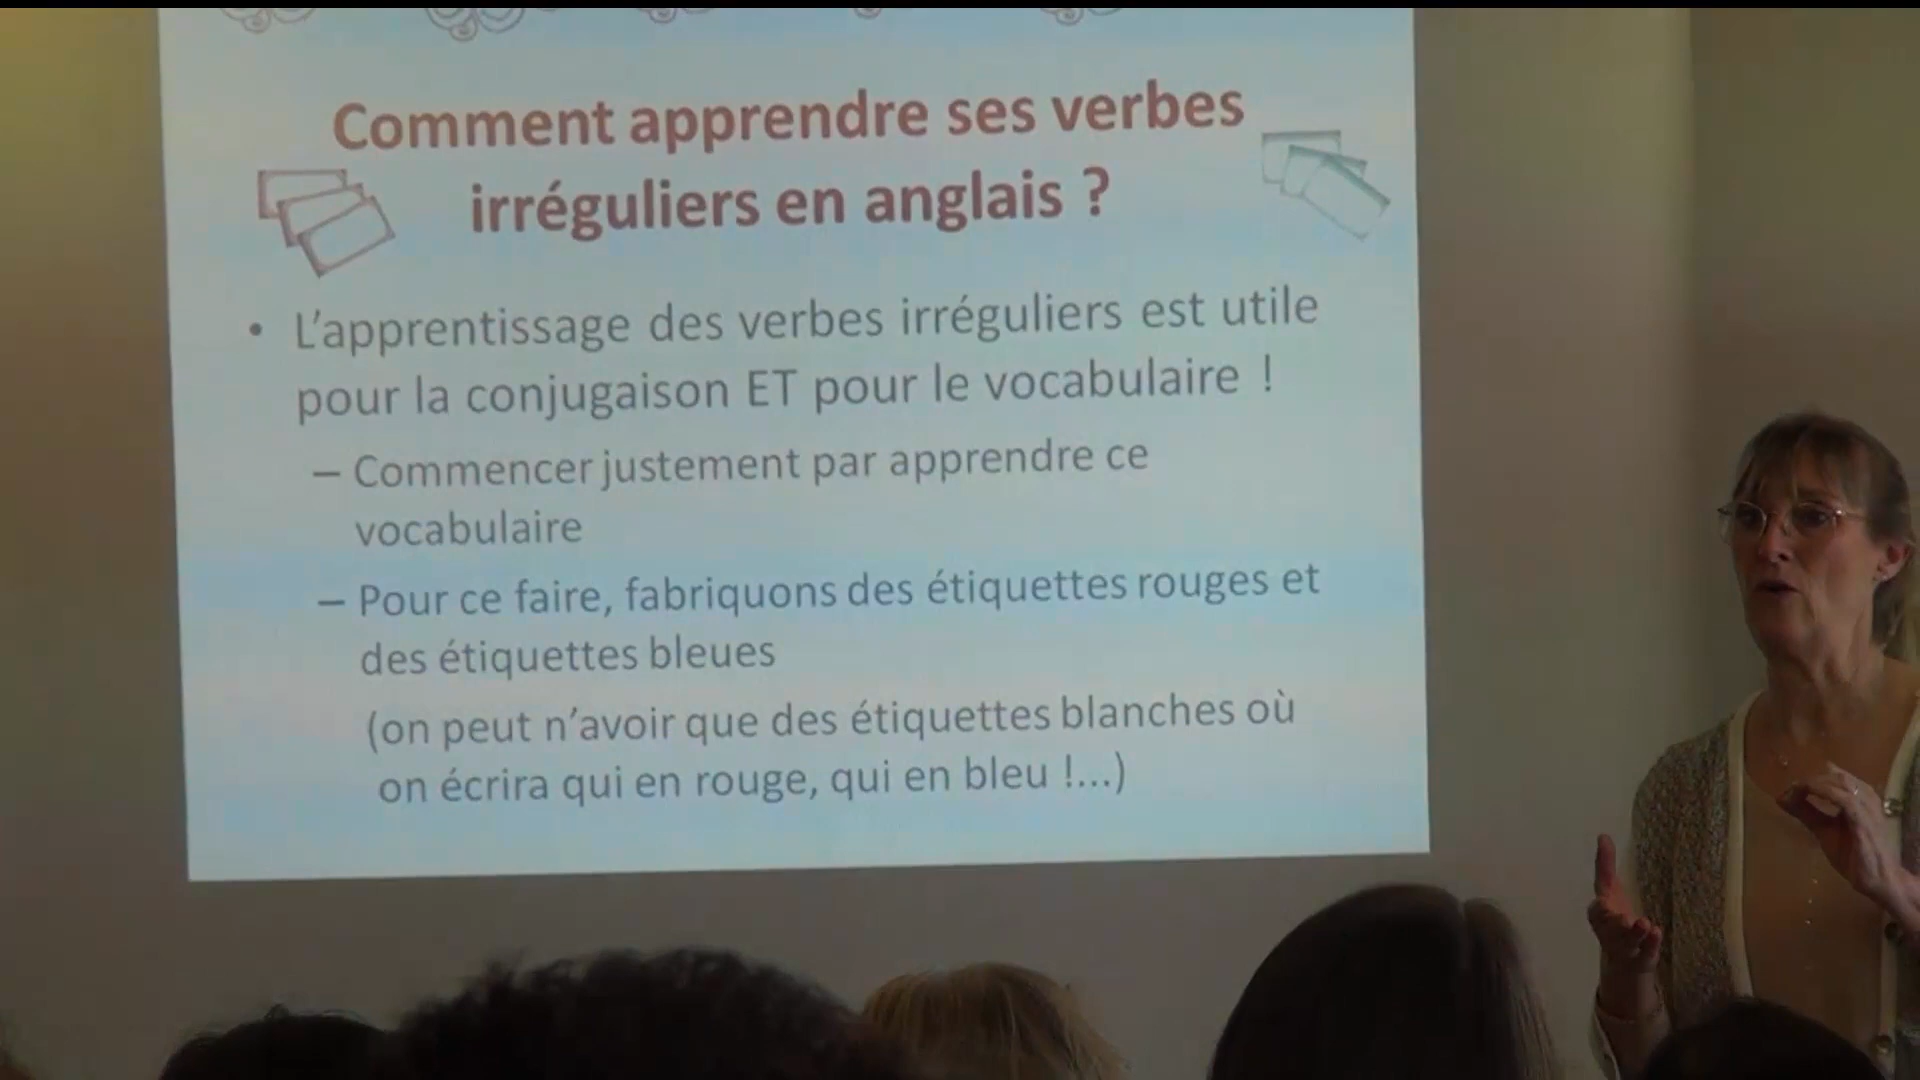 Comment apprendre ses verbes
irréguliers en anglais ?
• L'apprentissage des verbes irréguliers est utile
pour la conjugaison ET pour le vocabulaire !
– Commencer justement par apprendre ce
vocabulaire
– Pour ce faire, fabriquons des étiquettes rouges et
des étiquettes bleues
(on peut n'avoir que des étiquettes blanches où
on écrira qui en rouge, qui en bleu !...)